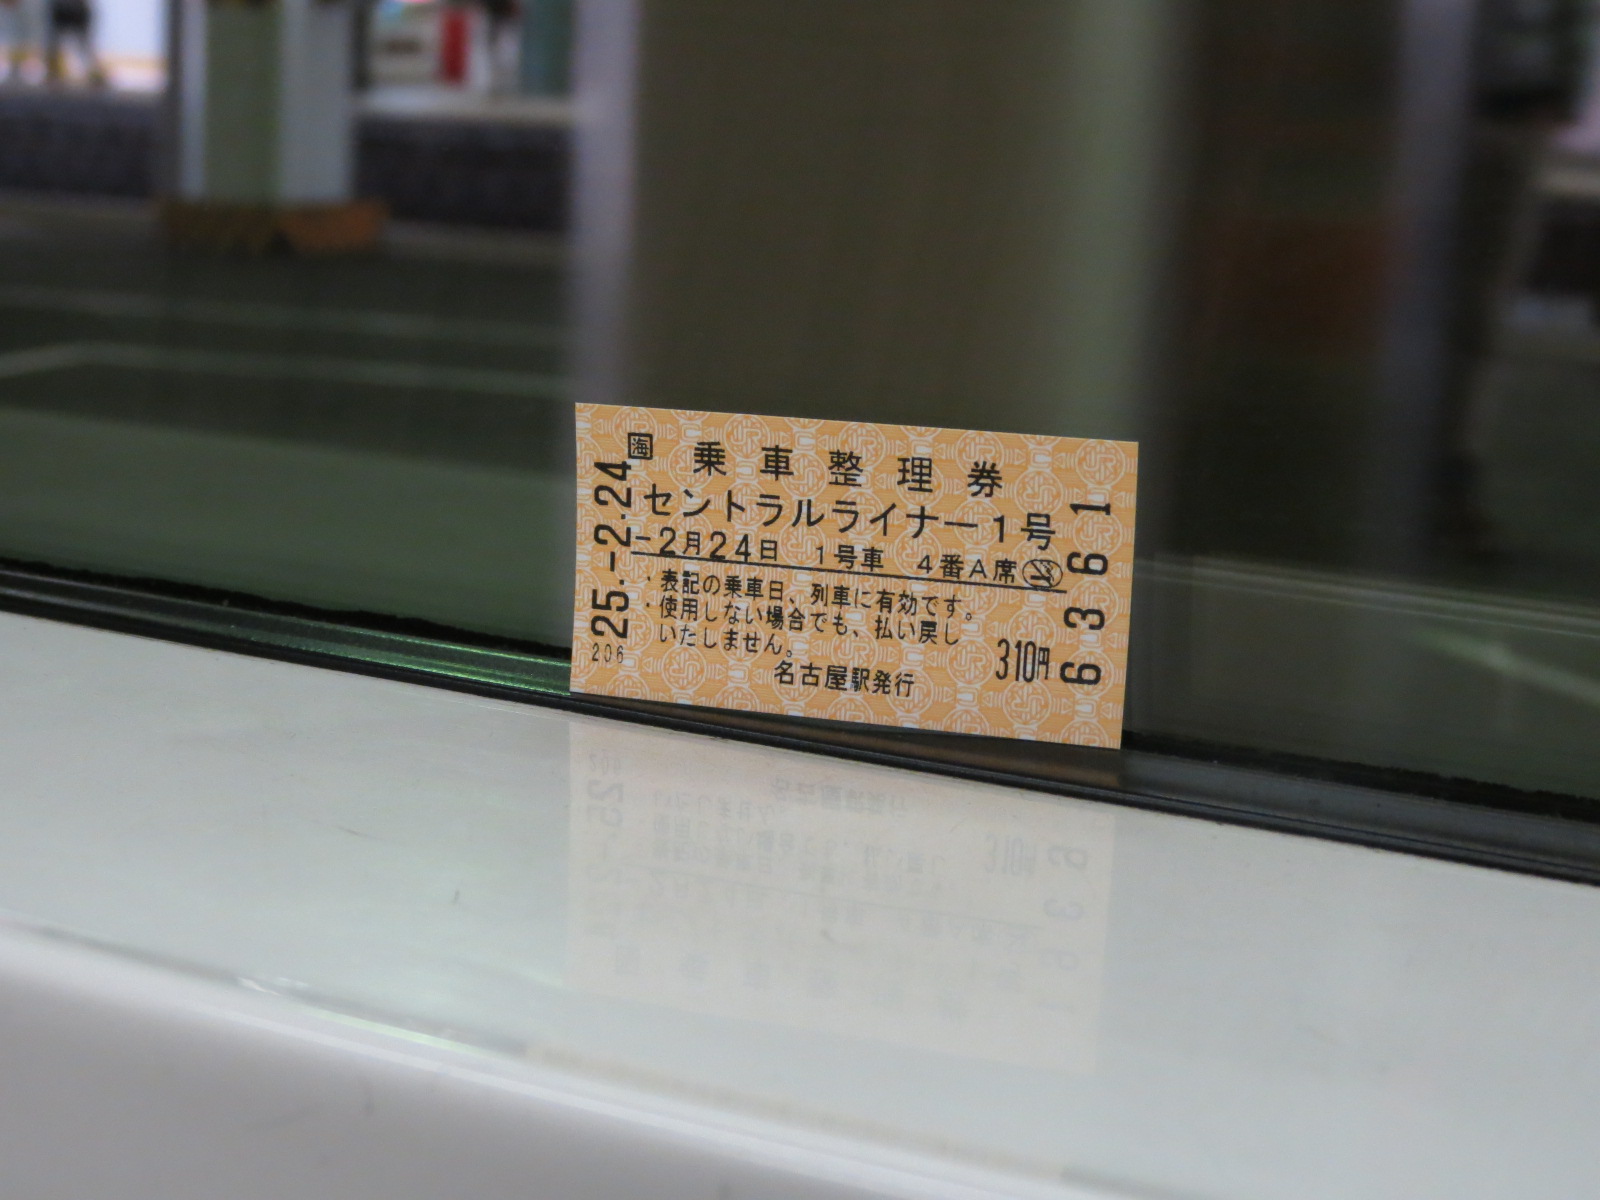 海 乗車整理券
セントラルライナー1号
-2月24日 1号車 4番A席
・表記の乗車日、列車に有効です。
・使用しない場合でも、払い戻し
いたしません。
310円
名古屋駅発行
25.-2.24
206
6361